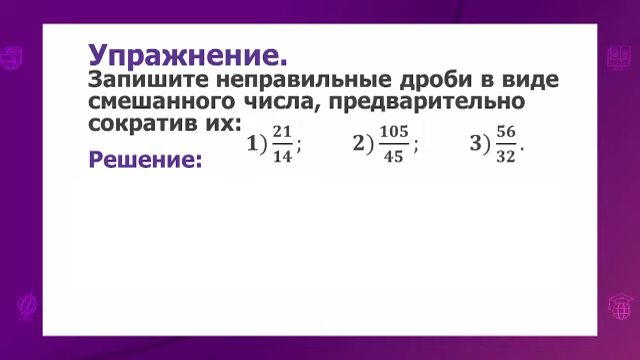 Упражнение.
Запишите неправильные дроби в виде
смешанного числа, предварительно
сократив их:
1) 21/14; 2) 105/45; 3) 56/32.
Решение: